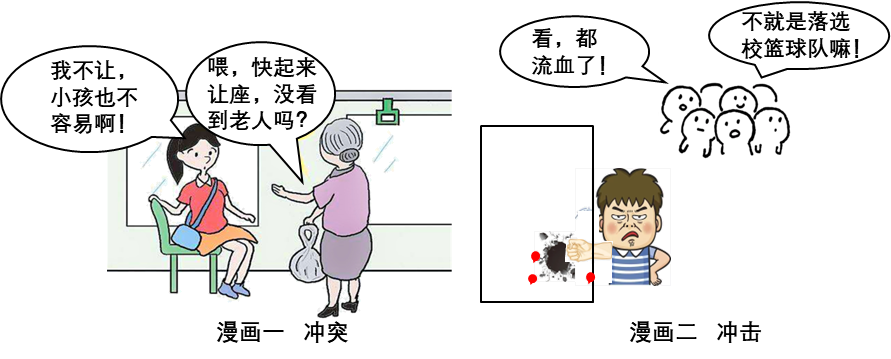 我不让，
小孩也不
容易啊！
喂，快起来
让座，没看
到老人吗？
看，都
流血了！
不就是落选
校篮球队嘛！
漫画一 冲突
漫画二 冲击